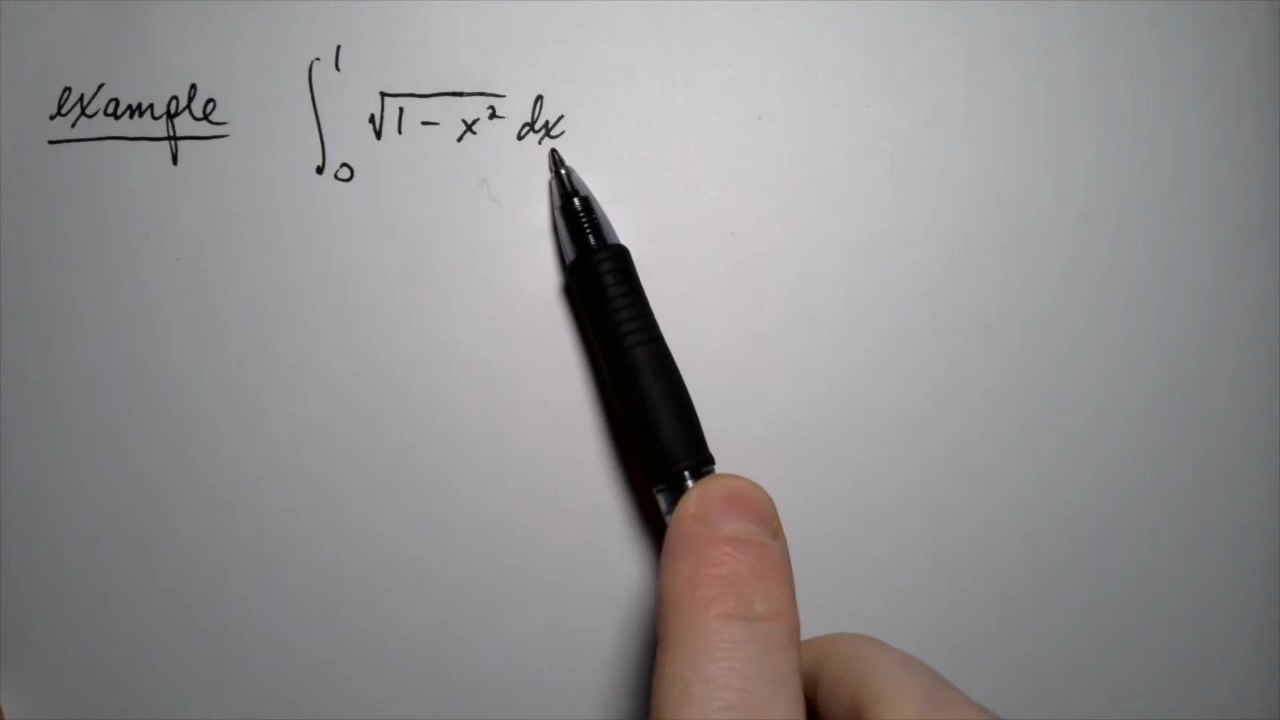 example ∫₀¹ √(1 - x²) dx